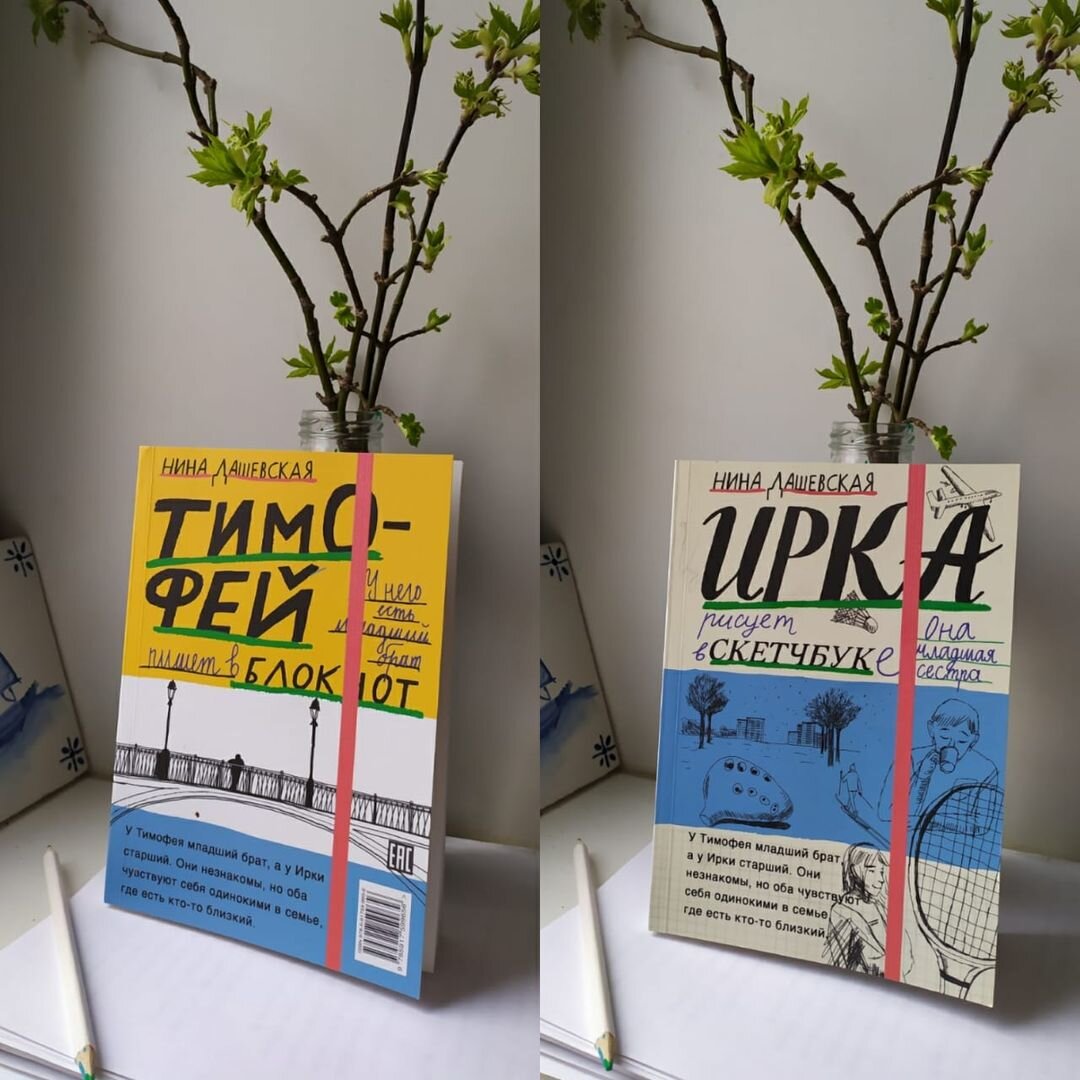 НИНА ДАШЕВСКАЯ
ТИМО-
ФЕЙ
У него
есть
младший
брат
пишет в БЛОКНОТ
У Тимофея младший брат, а у Ирки
старший. Они незнакомы, но оба
чувствуют себя одинокими в семье,
где есть кто-то близкий.
EAC
НИНА ДАШЕВСКАЯ
ИРКА
рисует
в СКЕТЧБУКе
она
младшая
сестра
У Тимофея младший брат,
а у Ирки старший. Они
незнакомы, но оба чувствуют
себя одинокими в семье,
где есть кто-то близкий.